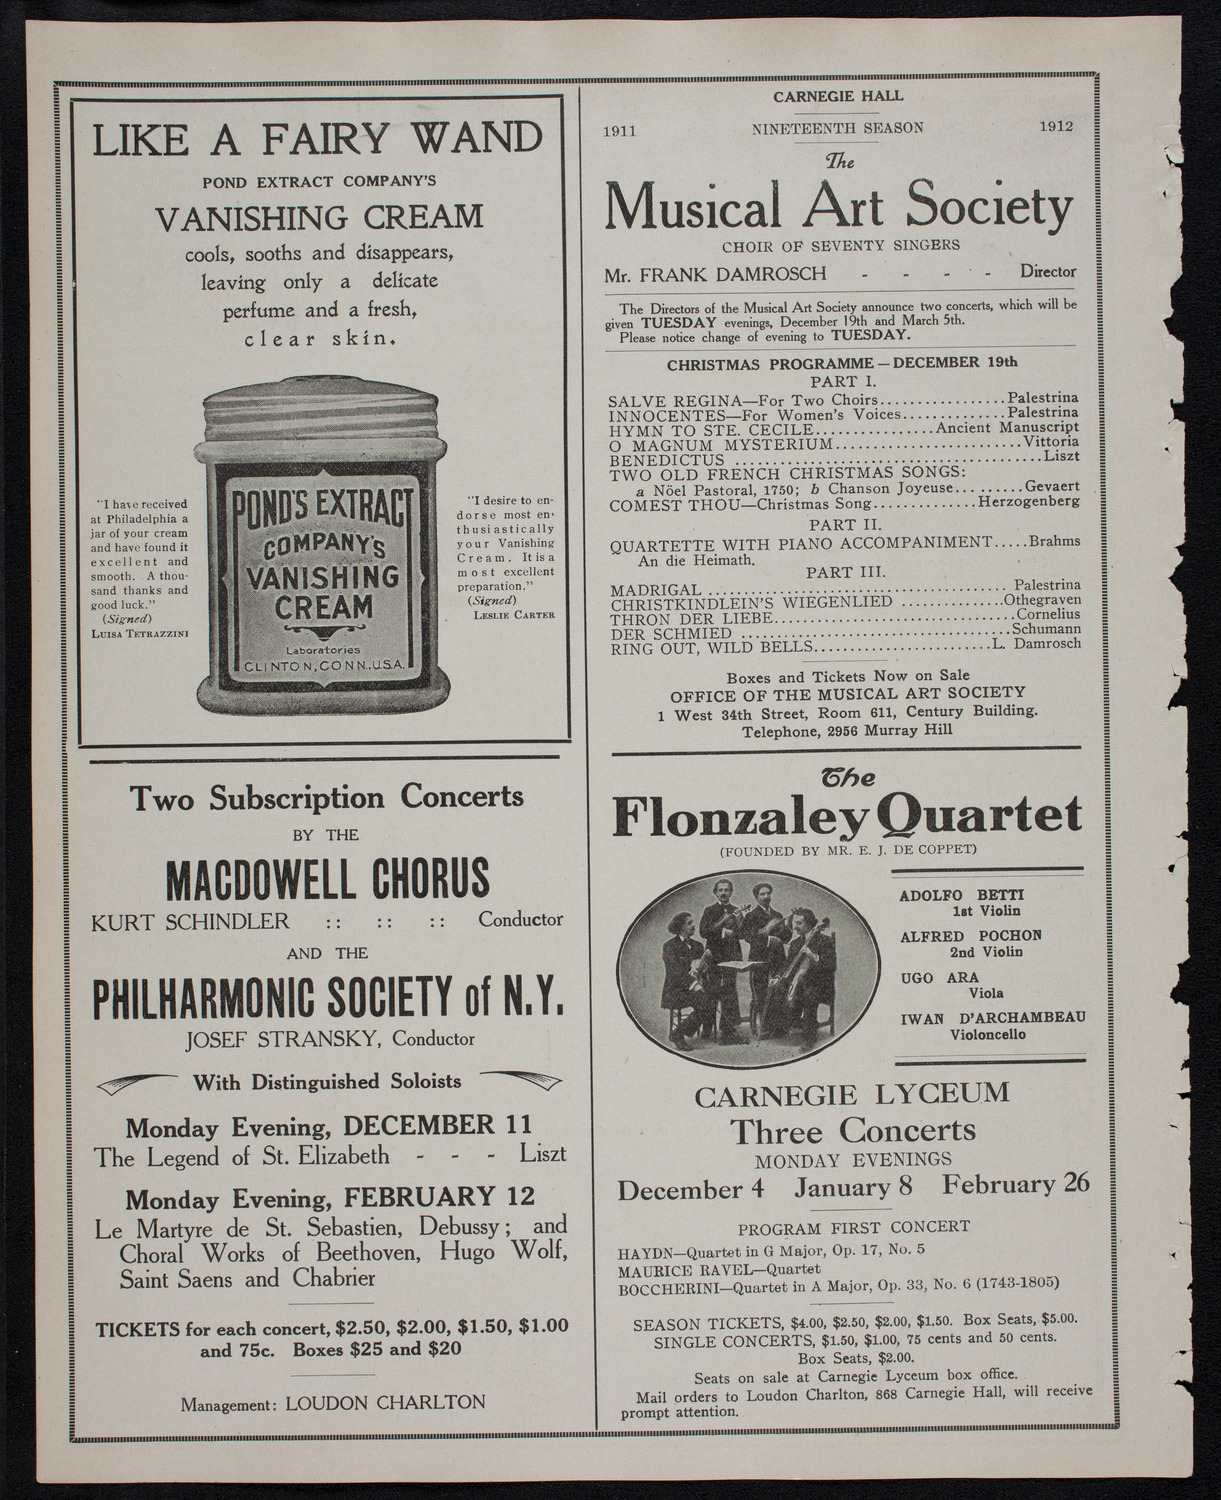 LIKE A FAIRY WAND
POND EXTRACT COMPANY'S
VANISHING CREAM
cools, sooths and disappears,
leaving only a delicate
perfume and a fresh,
clear skin.
"I have received
at Philadelphia a
jar of your cream
and have found it
excellent and
smooth. A thou-
sand thanks and
good luck."
(Signed)
LUISA TETRAZZINI
POND'S EXTRACT
COMPANY'S
VANISHING
CREAM
Laboratories
CLINTON, CONN., U.S.A.
"I desire to en-
dorse most en-
thusiastically
your Vanishing
Cream. It is a
most excellent
preparation."
(Signed)
LESLIE CARTER
Two Subscription Concerts
BY THE
MACDOWELL CHORUS
KURT SCHINDLER :: :: :: Conductor
AND THE
PHILHARMONIC SOCIETY of N.Y.
JOSEF STRANSKY, Conductor
With Distinguished Soloists
Monday Evening, DECEMBER 11
The Legend of St. Elizabeth - - - Liszt
Monday Evening, FEBRUARY 12
Le Martyre de St. Sebastien, Debussy; and
Choral Works of Beethoven, Hugo Wolf,
Saint Saens and Chabrier
TICKETS for each concert, $2.50, $2.00, $1.50, $1.00
and 75c. Boxes $25 and $20
Management: LOUDON CHARLTON
CARNEGIE HALL
1911 NINETEENTH SEASON 1912
The
Musical Art Society
CHOIR OF SEVENTY SINGERS
Mr. FRANK DAMROSCH - - - - Director
The Directors of the Musical Art Society announce two concerts, which will be
given TUESDAY evenings, December 19th and March 5th.
Please notice change of evening to TUESDAY.
CHRISTMAS PROGRAMME—DECEMBER 19th
PART I.
SALVE REGINA—For Two Choirs.................Palestrina
INNOCENTES—For Women's Voices..............Palestrina
HYMN TO STE. CECILE................Ancient Manuscript
O MAGNUM MYSTERIUM.........................Vittoria
BENEDICTUS .........................................Liszt
TWO OLD FRENCH CHRISTMAS SONGS:
a Nöel Pastoral, 1750; b Chanson Joyeuse.........Gevaert
COMEST THOU—Christmas Song..............Herzogenberg
PART II.
QUARTETTE WITH PIANO ACCOMPANIMENT.....Brahms
An die Heimath.
PART III.
MADRIGAL ........................................ Palestrina
CHRISTKINDLEIN'S WIEGENLIED ..............Othegraven
THRON DER LIEBE................................Cornelius
DER SCHMIED ....................................Schumann
RING OUT, WILD BELLS.......................L. Damrosch
Boxes and Tickets Now on Sale
OFFICE OF THE MUSICAL ART SOCIETY
1 West 34th Street, Room 611, Century Building.
Telephone, 2956 Murray Hill
The
Flonzaley Quartet
(FOUNDED BY MR. E. J. DE COPPET)
ADOLFO BETTI
1st Violin
ALFRED POCHON
2nd Violin
UGO ARA
Viola
IWAN D'ARCHAMBEAU
Violoncello
CARNEGIE LYCEUM
Three Concerts
MONDAY EVENINGS
December 4 January 8 February 26
PROGRAM FIRST CONCERT
HAYDN—Quartet in G Major, Op. 17, No. 5
MAURICE RAVEL—Quartet
BOCCHERINI—Quartet in A Major, Op. 33, No. 6 (1743-1805)
SEASON TICKETS, $4.00, $2.50, $2.00, $1.50. Box Seats, $5.00.
SINGLE CONCERTS, $1.50, $1.00, 75 cents and 50 cents.
Box Seats, $2.00.
Seats on sale at Carnegie Lyceum box office.
Mail orders to Loudon Charlton, 868 Carnegie Hall, will receive
prompt attention.